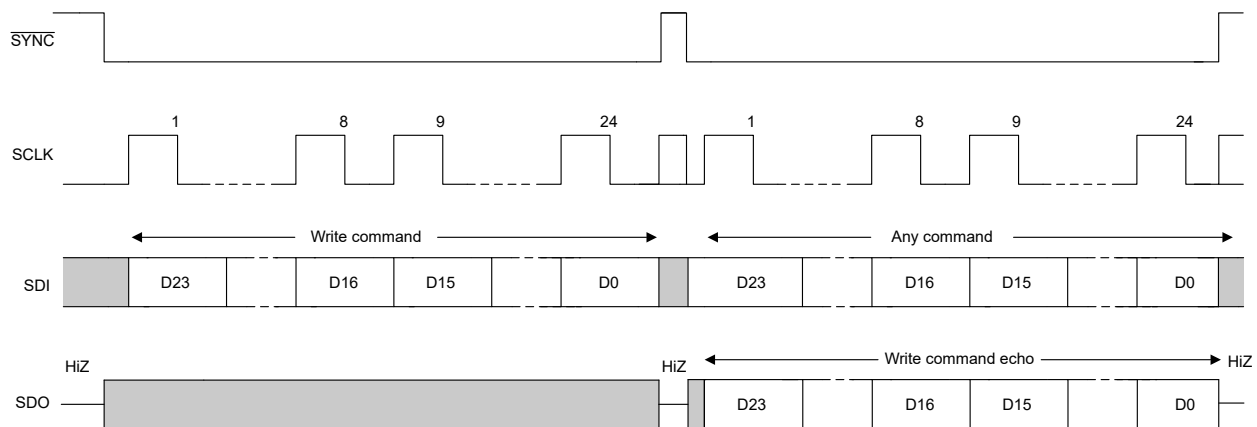 SYNC
1 8 9 24 1 8 9 24
SCLK
Write command Any command
SDI D23 D16 D15 D0 D23 D16 D15 D0
HiZ HiZ Write command echo HiZ
SDO D23 D16 D15 D0